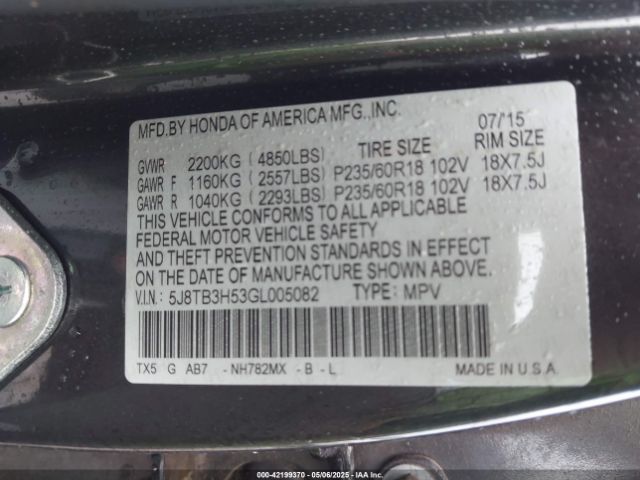 MFD.BY HONDA OF AMERICA MFG.,INC. 07/15
TIRE SIZE RIM SIZE
GVWR 2200KG (4850LBS)
GAWR F 1160KG (2557LBS) P235/60R18 102V 18X7.5J
GAWR R 1040KG (2293LBS) P235/60R18 102V 18X7.5J
THIS VEHICLE CONFORMS TO ALL APPLICABLE
FEDERAL MOTOR VEHICLE SAFETY
AND THEFT PREVENTION STANDARDS IN EFFECT
ON THE DATE OF MANUFACTURE SHOWN ABOVE.
V.I.N.: 5J8TB3H53GL005082 TYPE: MPV
TX5 G AB7 - NH782MX - B - L MADE IN U.S.A.
000-42199370 05/06/2025 IAA Inc.